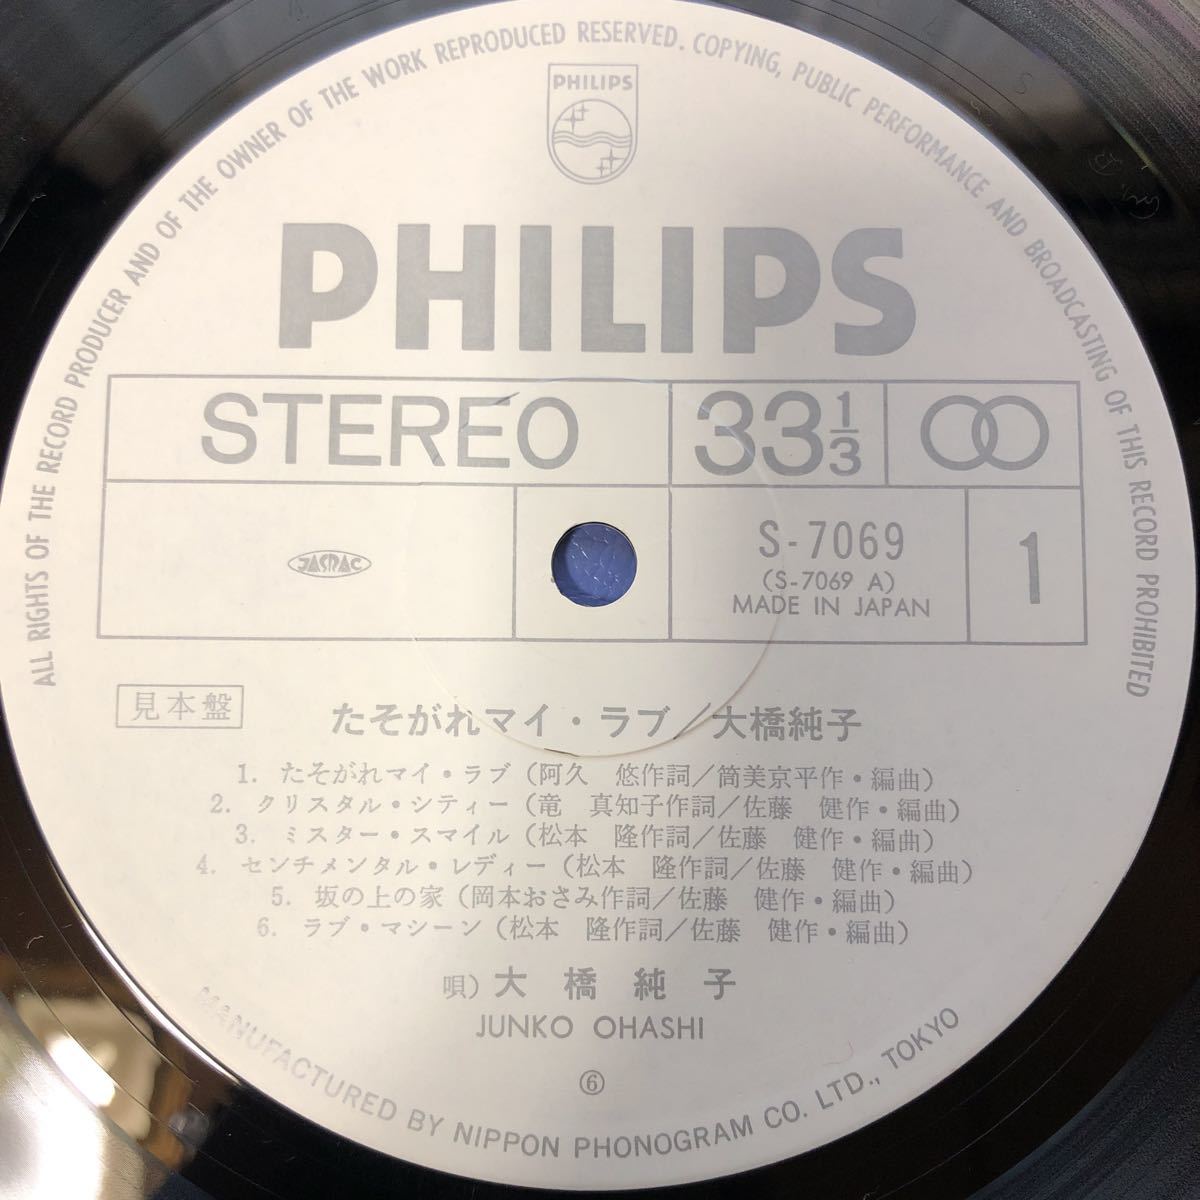 ALL RIGHTS OF THE RECORD PRODUCER AND OF THE OWNER OF THE WORK REPRODUCED RESERVED. COPYING, PUBLIC PERFORMANCE AND BROADCASTING OF THIS RECORD PROHIBITED
PHILIPS
PHILIPS
STEREO
33 1/3
JASRAC
S-7069
(S-7069 A)
MADE IN JAPAN
1
見本盤
たそがれマイ・ラブ/大橋純子
1. たそがれマイ・ラブ(阿久 悠作詞/筒美京平作・編曲)
2. クリスタル・シティー(竜 真知子作詞/佐藤 健作・編曲)
3. ミスター・スマイル(松本 隆作詞/佐藤 健作・編曲)
4. センチメンタル・レディー(松本 隆作詞/佐藤 健作・編曲)
5. 坂の上の家(岡本おさみ作詞/佐藤 健作・編曲)
6. ラブ・マシーン(松本 隆作詞/佐藤 健作・編曲)
唄)大橋純子
JUNKO OHASHI
⑥
MANUFACTURED BY NIPPON PHONOGRAM CO. LTD., TOKYO